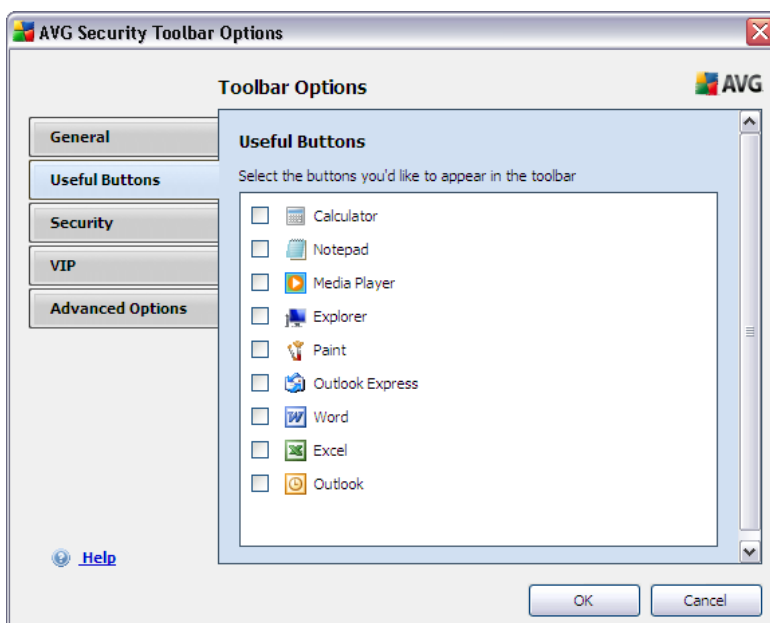 AVG Security Toolbar Options
Toolbar Options
AVG
General
Useful Buttons
Security
VIP
Advanced Options
Help
Useful Buttons
Select the buttons you'd like to appear in the toolbar
Calculator
Notepad
Media Player
Explorer
Paint
Outlook Express
Word
Excel
Outlook
OK
Cancel